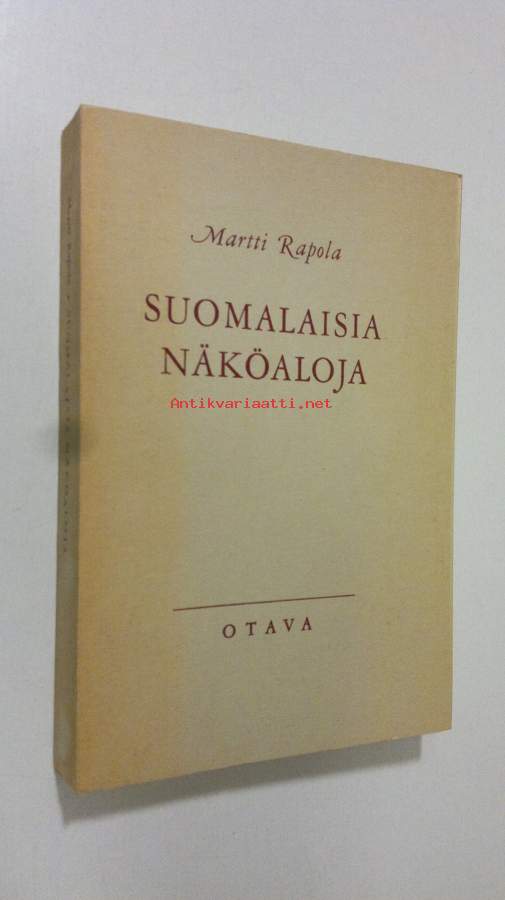 Martti Rapola
SUOMALAISIA
NÄKÖALOJA
Antikvariaatti.net
OTAVA